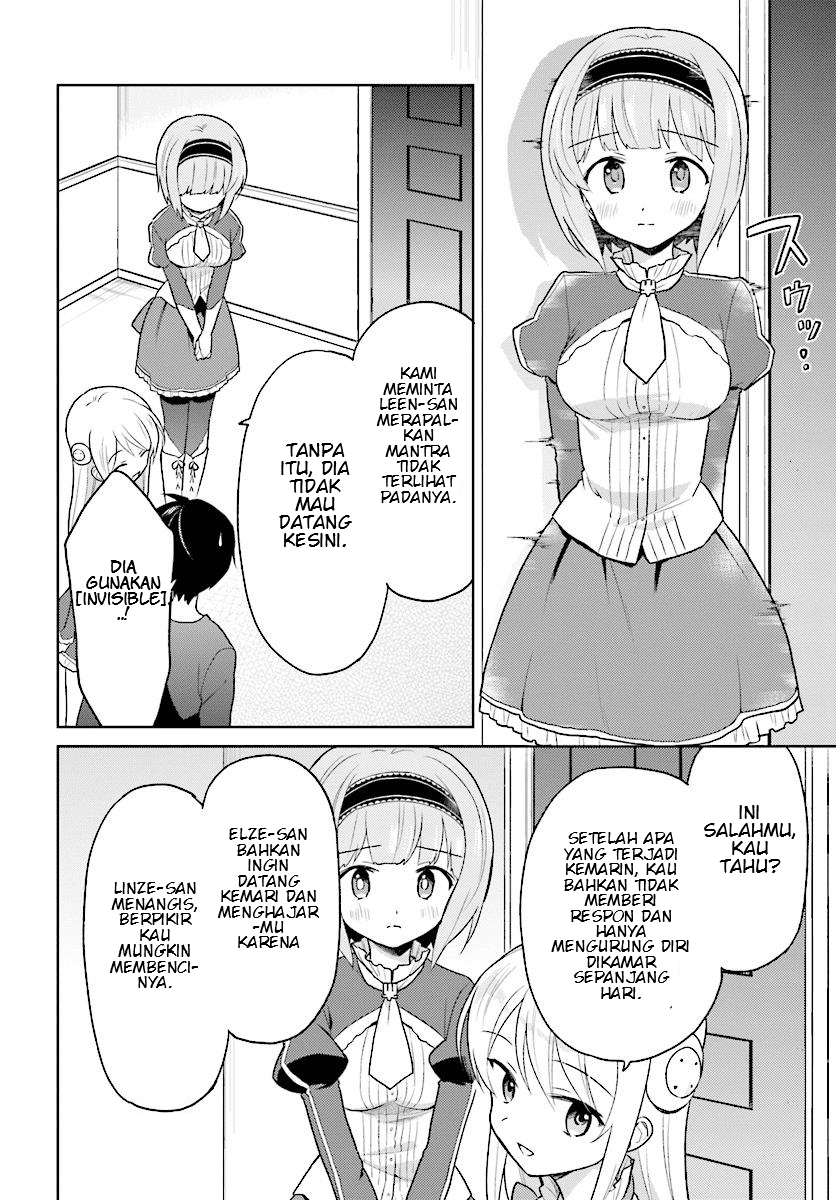 スゥッ・
KAMI
MEMINTA
LEEN-SAN
MERAPAL-
KAN
MANTRA
TIDAK
TERLIHAT
PADANYA.
TANPA
ITU, DIA
TIDAK
MAU
DATANG
KESINI.
DIA
GUNAKAN
[INVISIBLE]
..!
INI
SALAHMU,
KAU
TAHU?
SETELAH APA
YANG TERJADI
KEMARIN, KAU
BAHKAN TIDAK
MEMBERI
RESPON DAN
HANYA
MENGURUNG DIRI
DIKAMAR
SEPANJANG
HARI.
ELZE-SAN
BAHKAN
INGIN
DATANG
KEMARI DAN
MENGHAJAR
-MU
KARENA
LINZE-SAN
MENANGIS,
BERPIKIR
KAU
MUNGKIN
MEMBENCI-
NYA.